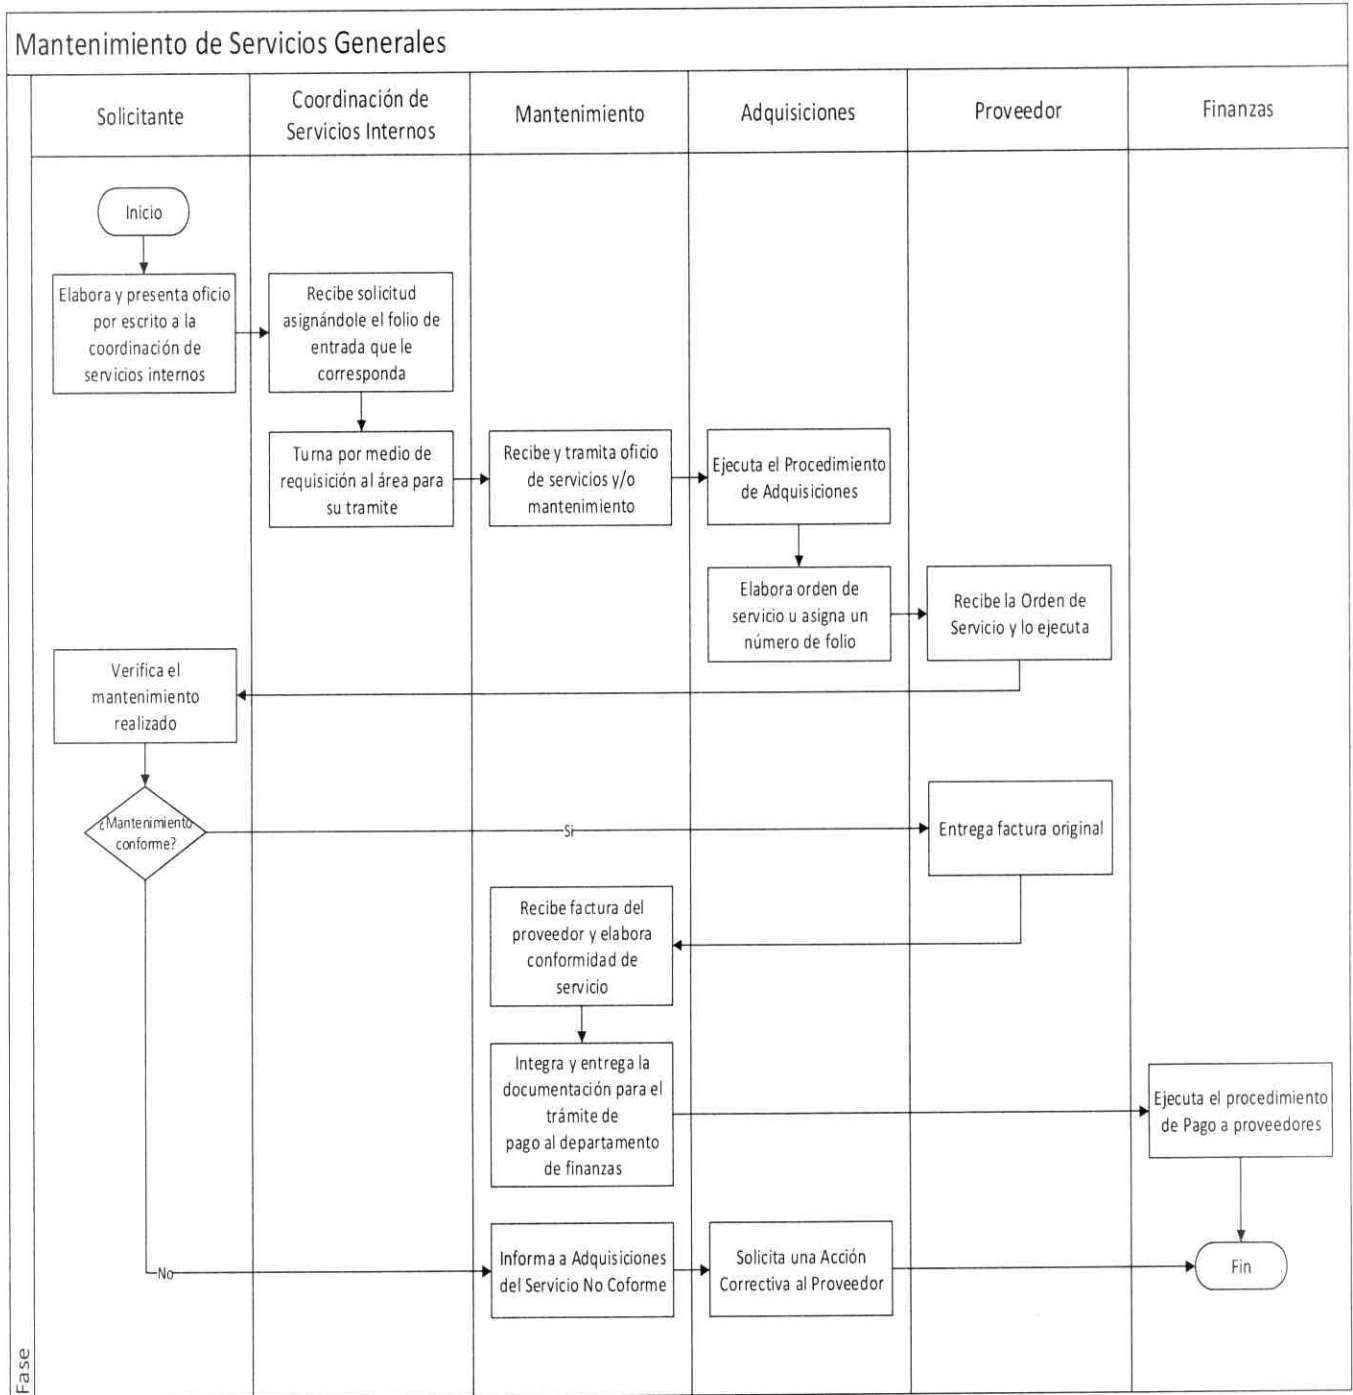 Mantenimiento de Servicios Generales
Solicitante
Coordinación de
Servicios Internos
Mantenimiento
Adquisiciones
Proveedor
Finanzas
Inicio
Elabora y presenta oficio
por escrito a la
coordinación de
servicios internos
Recibe solicitud
asignándole el folio de
entrada que le
corresponda
Turna por medio de
requisición al área para
su tramite
Recibe y tramita oficio
de servicios y/o
mantenimiento
Ejecuta el Procedimiento
de Adquisiciones
Elabora orden de
servicio u asigna un
número de folio
Recibe la Orden de
Servicio y lo ejecuta
Verifica el
mantenimiento
realizado
¿Mantenimiento
conforme?
Si
Entrega factura original
Recibe factura del
proveedor y elabora
conformidad de
servicio
Integra y entrega la
documentación para el
trámite de
pago al departamento
de finanzas
Ejecuta el procedimiento
de Pago a proveedores
No
Informa a Adquisiciones
del Servicio No Coforme
Solicita una Acción
Correctiva al Proveedor
Fin
Fase